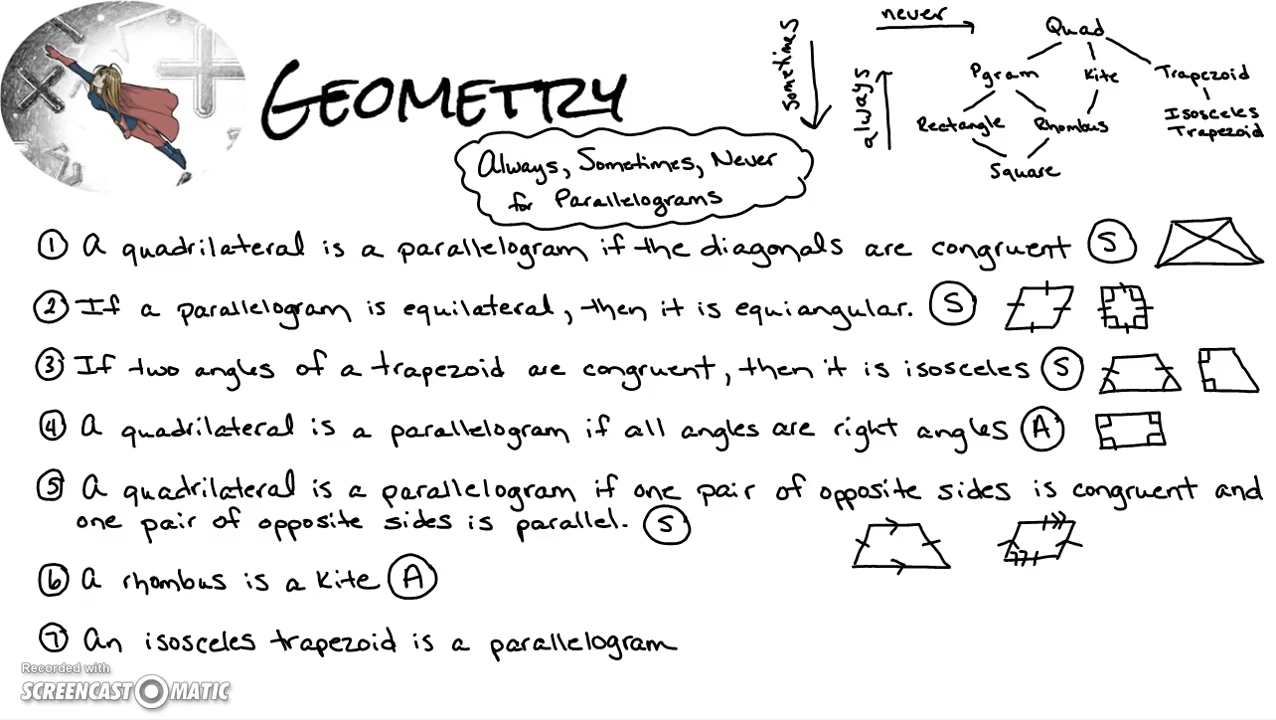 GEOMETRY
Always, Sometimes, Never
for Parallelograms
never
Sometimes
always
Quad
Pgram Kite Trapezoid
Rectangle Rhombus Isosceles Trapezoid
Square
① A quadrilateral is a parallelogram if the diagonals are congruent S
② If a parallelogram is equilateral, then it is equiangular. S
③ If two angles of a trapezoid are congruent, then it is isosceles S
④ A quadrilateral is a parallelogram if all angles are right angles A
⑤ A quadrilateral is a parallelogram if one pair of opposite sides is congruent and
one pair of opposite sides is parallel. S
⑥ A rhombus is a kite A
⑦ An isosceles trapezoid is a parallelogram
Recorded with
SCREENCAST-O-MATIC